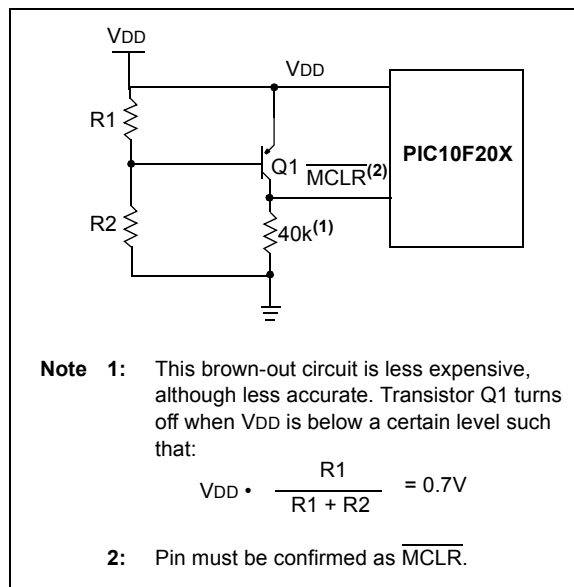 VDD
VDD
R1
PIC10F20X
Q1
MCLR(2)
R2
40k(1)
Note 1: This brown-out circuit is less expensive,
although less accurate. Transistor Q1 turns
off when VDD is below a certain level such
that:
VDD • R1 / R1 + R2 = 0.7V
2: Pin must be confirmed as MCLR.